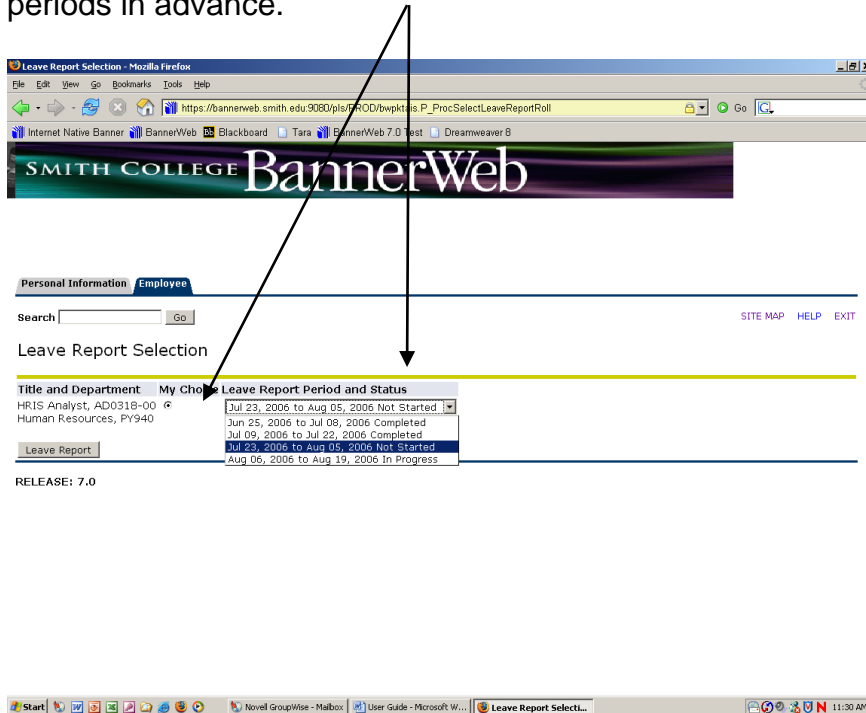 periods in advance.
Leave Report Selection - Mozilla Firefox
File Edit View Go Bookmarks Tools Help
https://bannerweb.smith.edu:9080/pls/PROD/bwpktais.P_ProcSelectLeaveReportRoll Go
Internet Native Banner BannerWeb Blackboard Tara BannerWeb 7.0 Test Dreamweaver 8
SMITH COLLEGE BannerWeb
Personal Information Employee
Search Go SITE MAP HELP EXIT
Leave Report Selection
Title and Department My Choice Leave Report Period and Status
HRIS Analyst, AD0318-00 Jul 23, 2006 to Aug 05, 2006 Not Started
Human Resources, PY940
Jun 25, 2006 to Jul 08, 2006 Completed
Jul 09, 2006 to Jul 22, 2006 Completed
Jul 23, 2006 to Aug 05, 2006 Not Started
Aug 06, 2006 to Aug 19, 2006 In Progress
Leave Report
RELEASE: 7.0
Start Novell GroupWise - Mailbox User Guide - Microsoft W... Leave Report Selecti... 11:30 AM